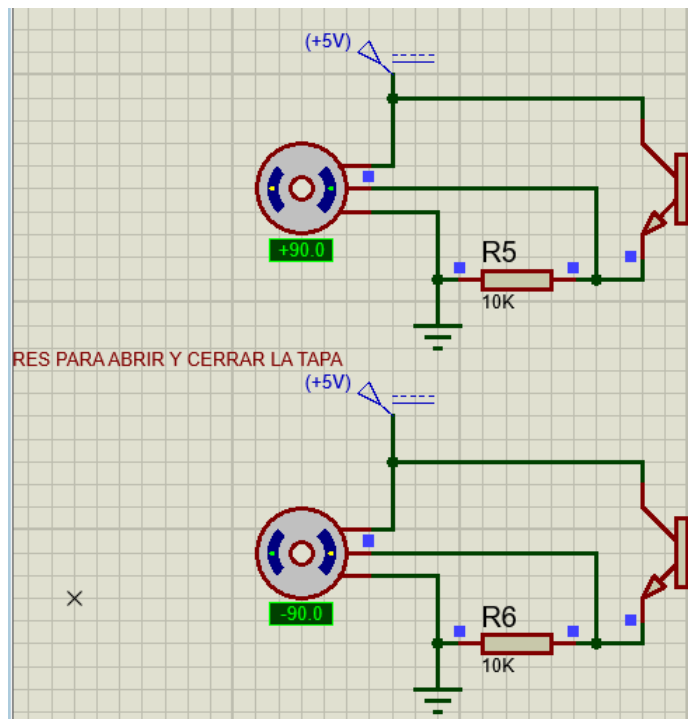 (+5V)
+90.0
R5
10K
RES PARA ABRIR Y CERRAR LA TAPA
(+5V)
-90.0
R6
10K